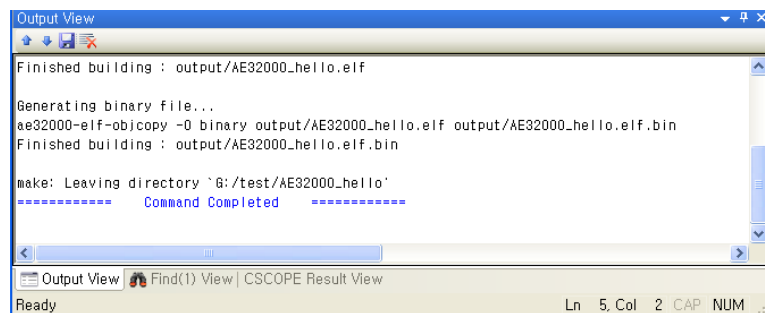 Output View
Finished building : output/AE32000_hello.elf
Generating binary file...
ae32000-elf-objcopy -O binary output/AE32000_hello.elf output/AE32000_hello.elf.bin
Finished building : output/AE32000_hello.elf.bin
make: Leaving directory `G:/test/AE32000_hello'
============ Command Completed ============
Output View Find(1) View CSCOPE Result View
Ready Ln 5, Col 2 CAP NUM